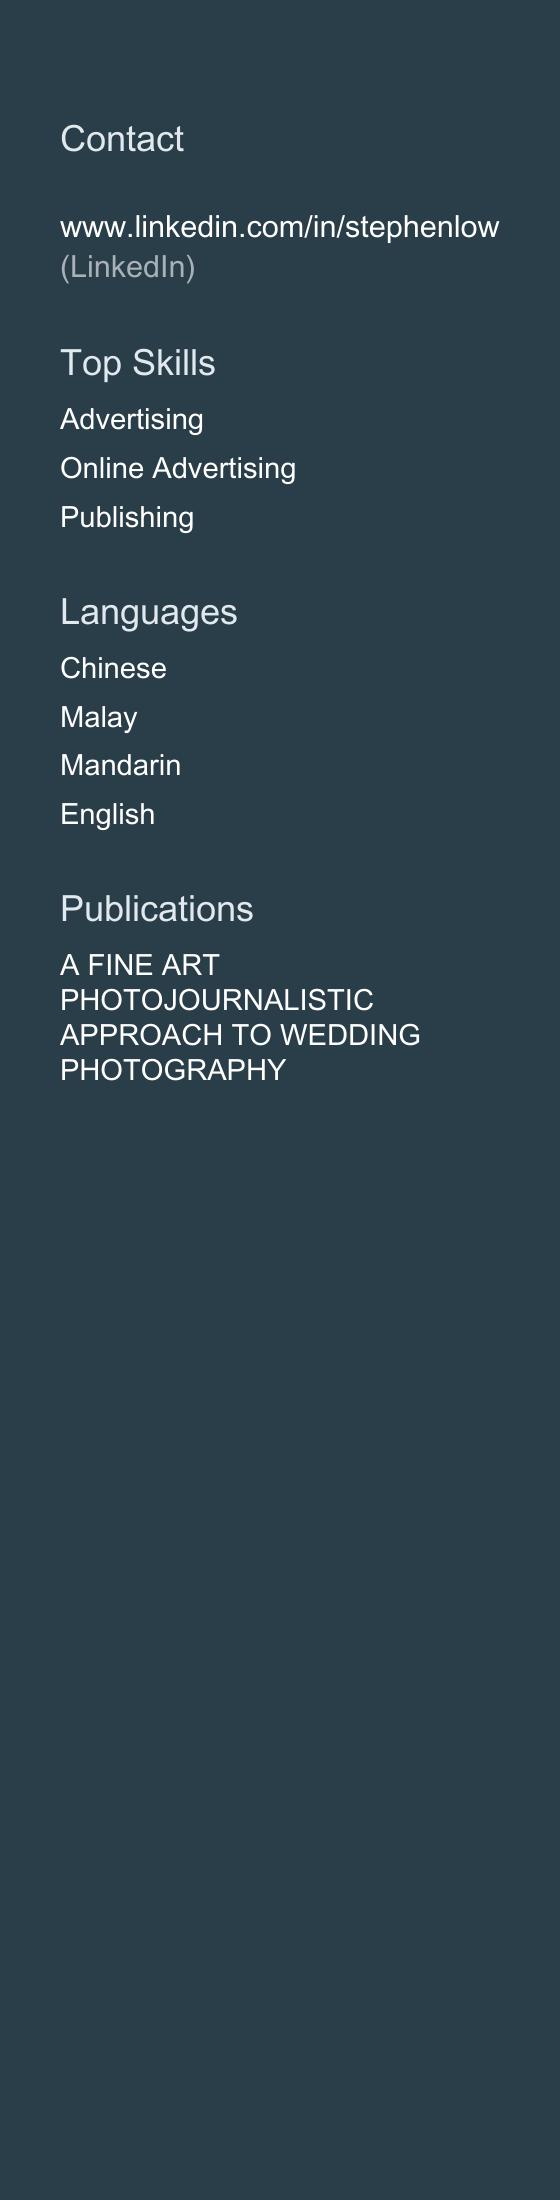 Contact
www.linkedin.com/in/stephenlow
(LinkedIn)
Top Skills
Advertising
Online Advertising
Publishing
Languages
Chinese
Malay
Mandarin
English
Publications
A FINE ART
PHOTOJOURNALISTIC
APPROACH TO WEDDING
PHOTOGRAPHY